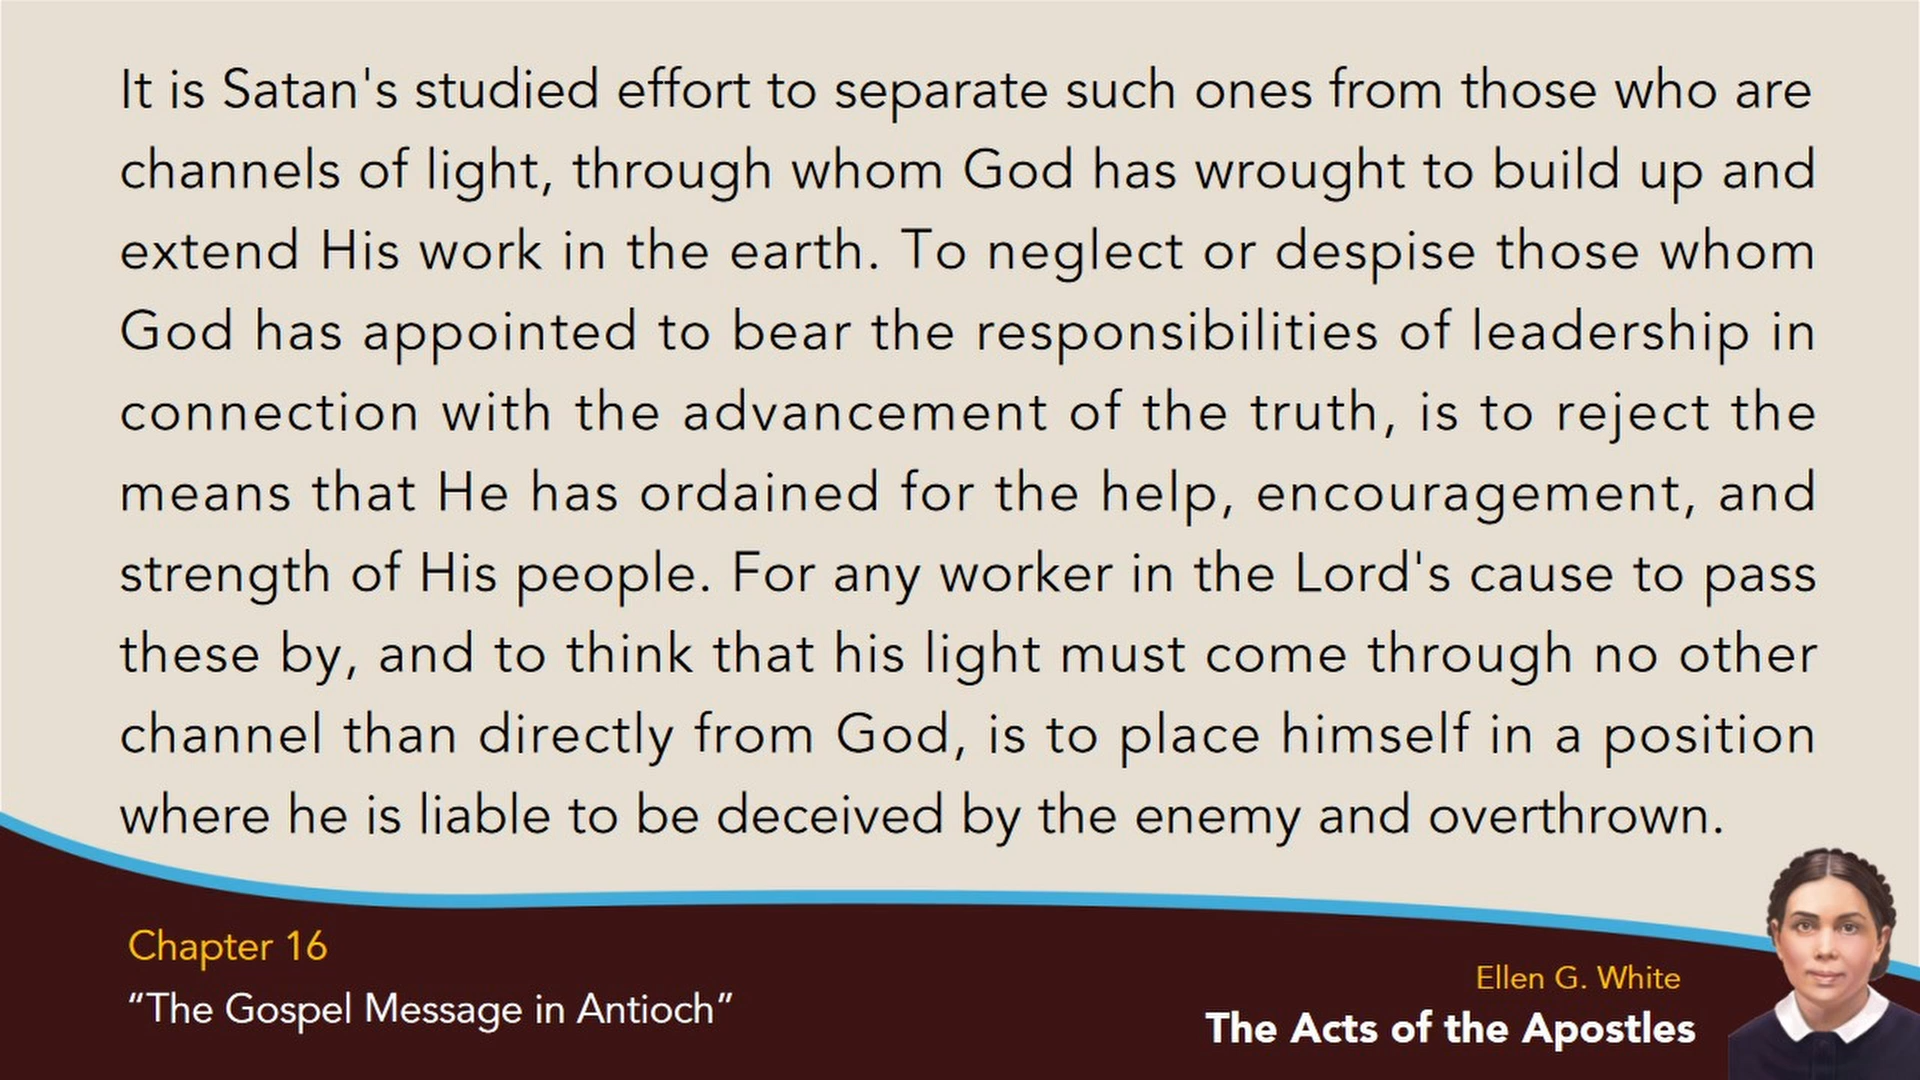 It is Satan's studied effort to separate such ones from those who are
channels of light, through whom God has wrought to build up and
extend His work in the earth. To neglect or despise those whom
God has appointed to bear the responsibilities of leadership in
connection with the advancement of the truth, is to reject the
means that He has ordained for the help, encouragement, and
strength of His people. For any worker in the Lord's cause to pass
these by, and to think that his light must come through no other
channel than directly from God, is to place himself in a position
where he is liable to be deceived by the enemy and overthrown.
Chapter 16
“The Gospel Message in Antioch”
Ellen G. White
The Acts of the Apostles